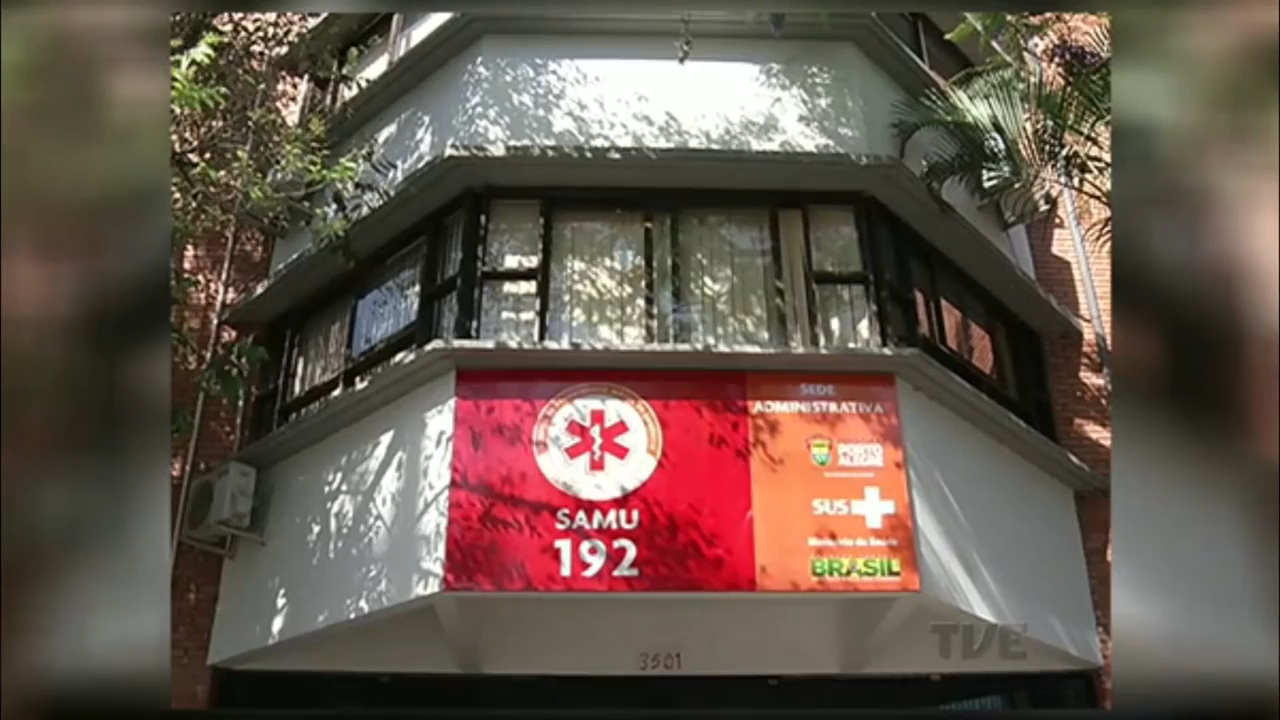 SEDE
ADMINISTRATIVA
SUS
SAMU
192
BRASIL
3501
TVE